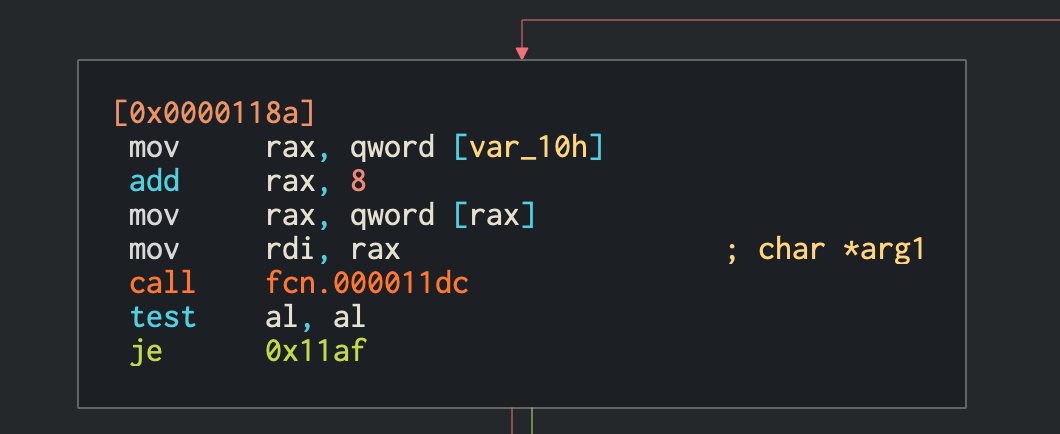 [0x0000118a]
mov rax, qword [var_10h]
add rax, 8
mov rax, qword [rax]
mov rdi, rax ; char *arg1
call fcn.000011dc
test al, al
je 0x11af